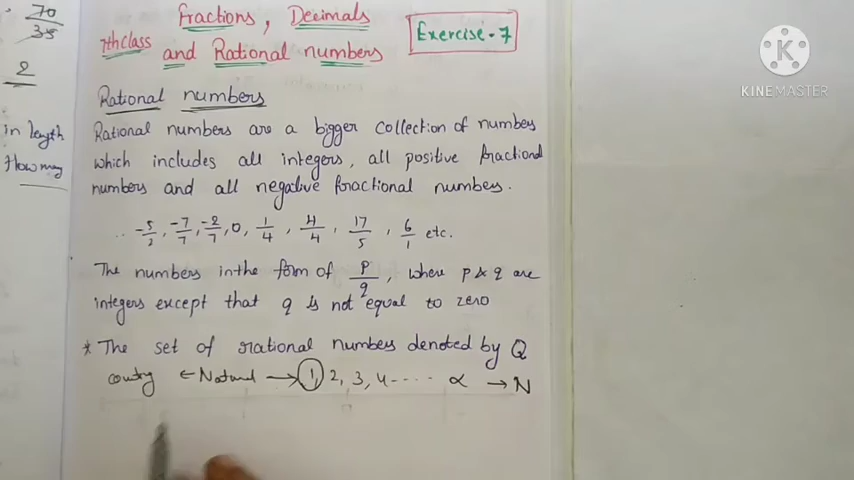 70
35
2
in length
How many
7th class
Fractions, Decimals
and Rational numbers
Exercise-7
KINEMASTER
Rational numbers
Rational numbers are a bigger collection of numbers
which includes all integers, all positive fractional
numbers and all negative fractional numbers.
.. -5/2, -7/7, -2/7, 0, 1/4, 4/4, 17/5, 6/1 etc.
The numbers in the form of p/q, where p & q are
integers except that q is not equal to zero
* The set of rational numbers denoted by Q
← Natural → 1, 2, 3, 4 ---- ∝ → N